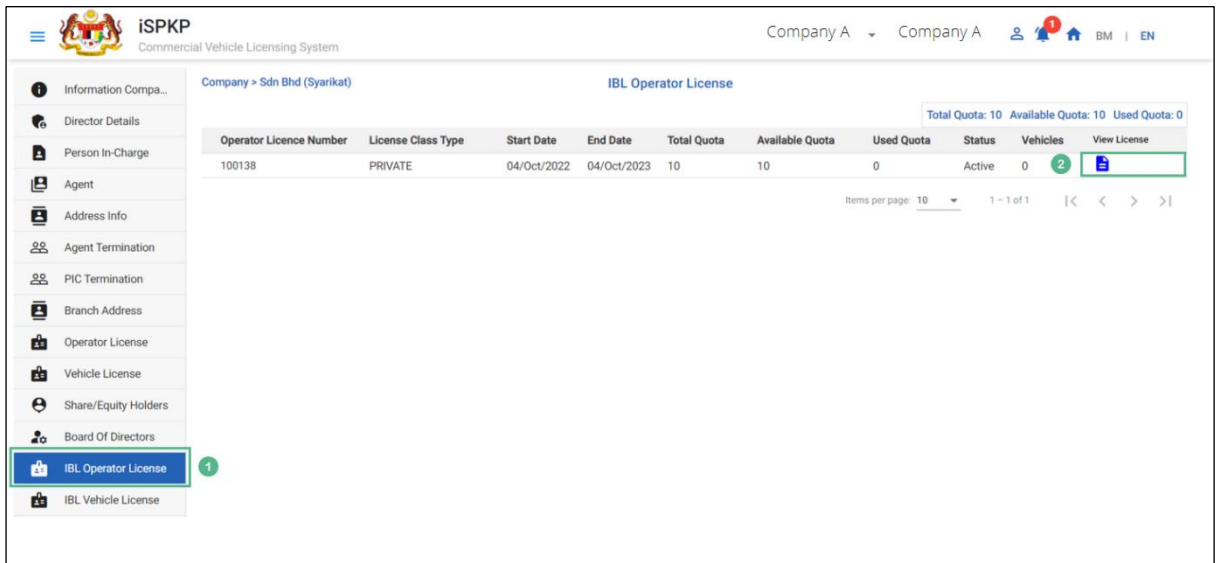 iSPKP
Commercial Vehicle Licensing System
Company A Company A 1 BM | EN
Company > Sdn Bhd (Syarikat) IBL Operator License
Total Quota: 10 Available Quota: 10 Used Quota: 0
Operator Licence Number License Class Type Start Date End Date Total Quota Available Quota Used Quota Status Vehicles View License
100138 PRIVATE 04/Oct/2022 04/Oct/2023 10 10 0 Active 0 2
Items per page: 10 1 – 1 of 1
Information Compa...
Director Details
Person In-Charge
Agent
Address Info
Agent Termination
PIC Termination
Branch Address
Operator License
Vehicle License
Share/Equity Holders
Board Of Directors
IBL Operator License 1
IBL Vehicle License